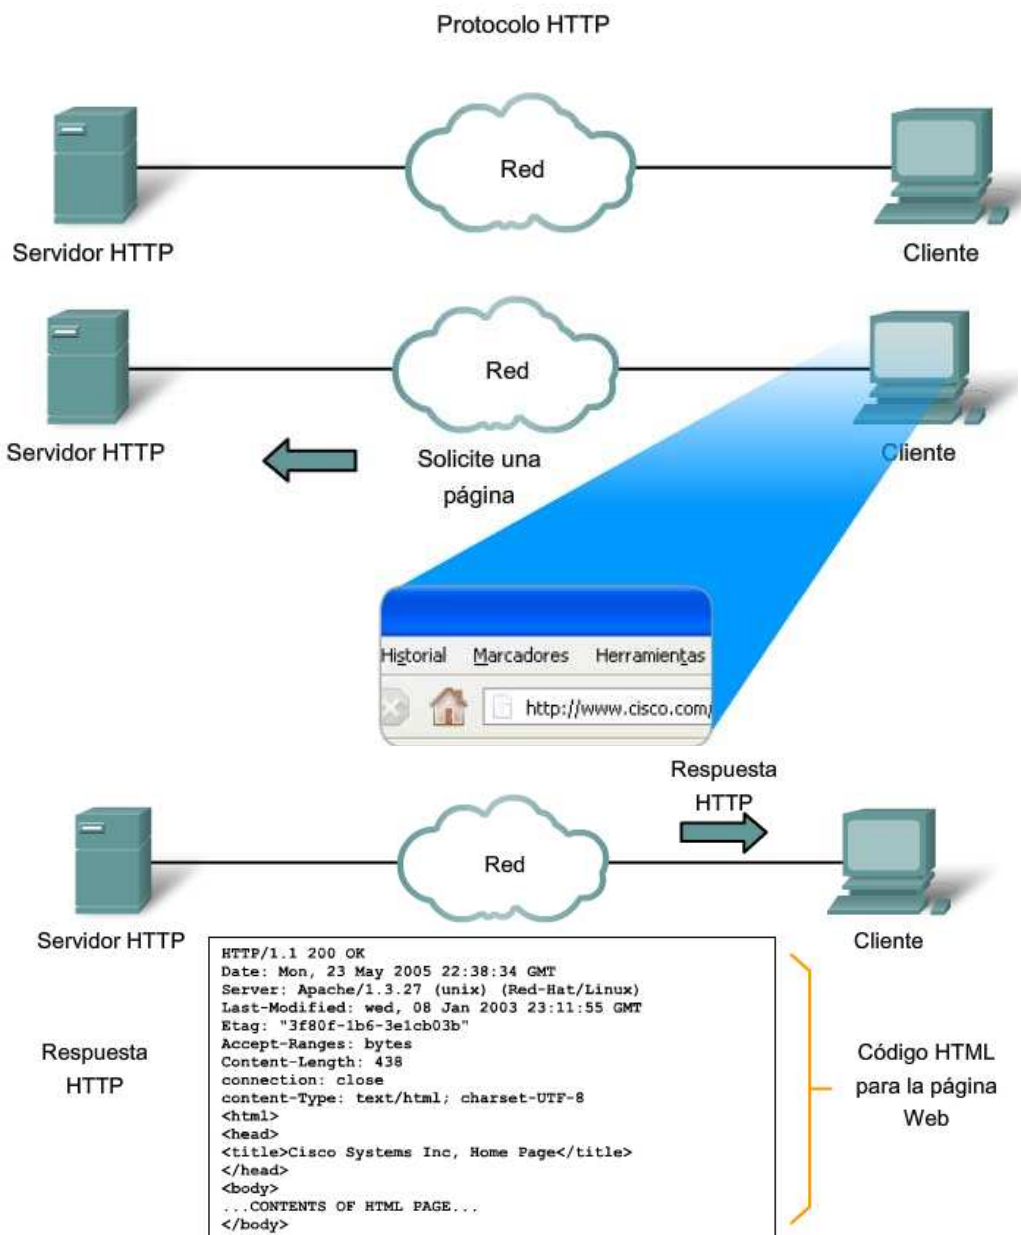 Protocolo HTTP
Red
Servidor HTTP
Cliente
Red
Servidor HTTP
Cliente
Solicite una
página
Historial Marcadores Herramientas
http://www.cisco.com/
Respuesta
HTTP
Red
Servidor HTTP
Cliente
Respuesta
HTTP
HTTP/1.1 200 OK
Date: Mon, 23 May 2005 22:38:34 GMT
Server: Apache/1.3.27 (unix) (Red-Hat/Linux)
Last-Modified: wed, 08 Jan 2003 23:11:55 GMT
Etag: "3f80f-1b6-3e1cb03b"
Accept-Ranges: bytes
Content-Length: 438
connection: close
content-Type: text/html; charset-UTF-8
<html>
<head>
<title>Cisco Systems Inc, Home Page</title>
</head>
<body>
...CONTENTS OF HTML PAGE...
</body>
Código HTML
para la página
Web